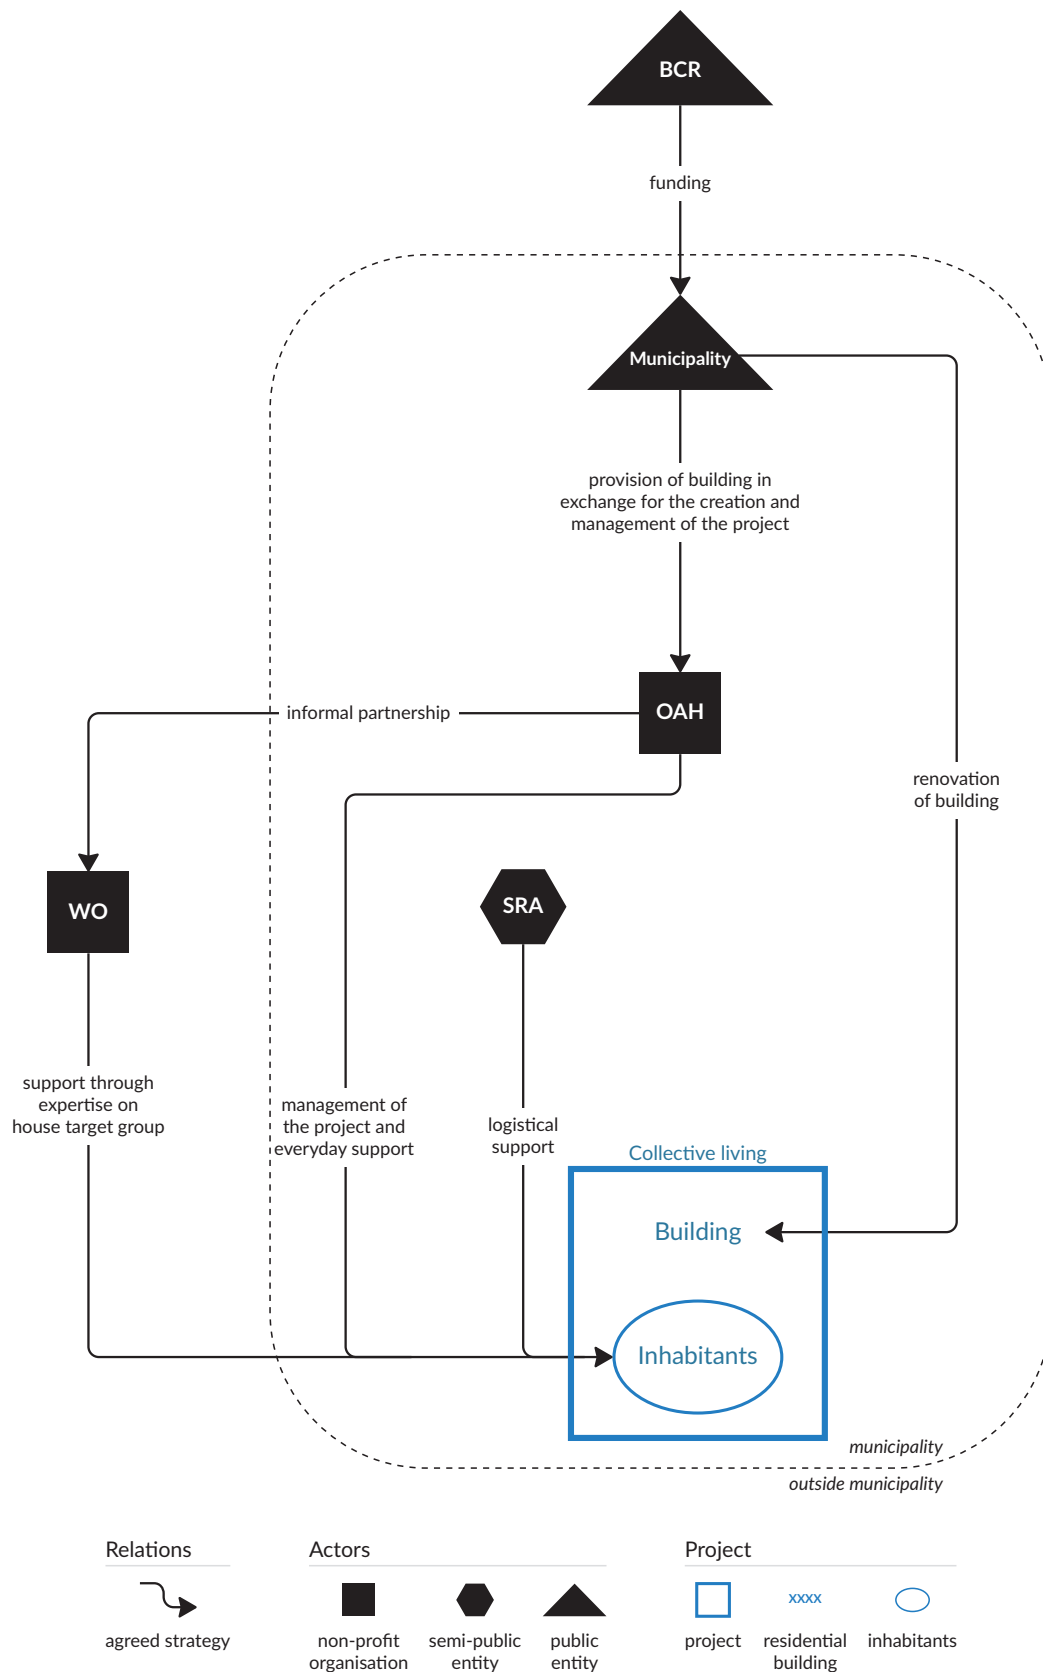 BCR
funding
Municipality
provision of building in
exchange for the creation and
management of the project
informal partnership
OAH
renovation
of building
WO
SRA
support through
expertise on
house target group
management of
the project and
everyday support
logistical
support
Collective living
Building
Inhabitants
municipality
outside municipality
Relations
agreed strategy
Actors
non-profit
organisation
semi-public
entity
public
entity
Project
project
xxxx
residential
building
inhabitants